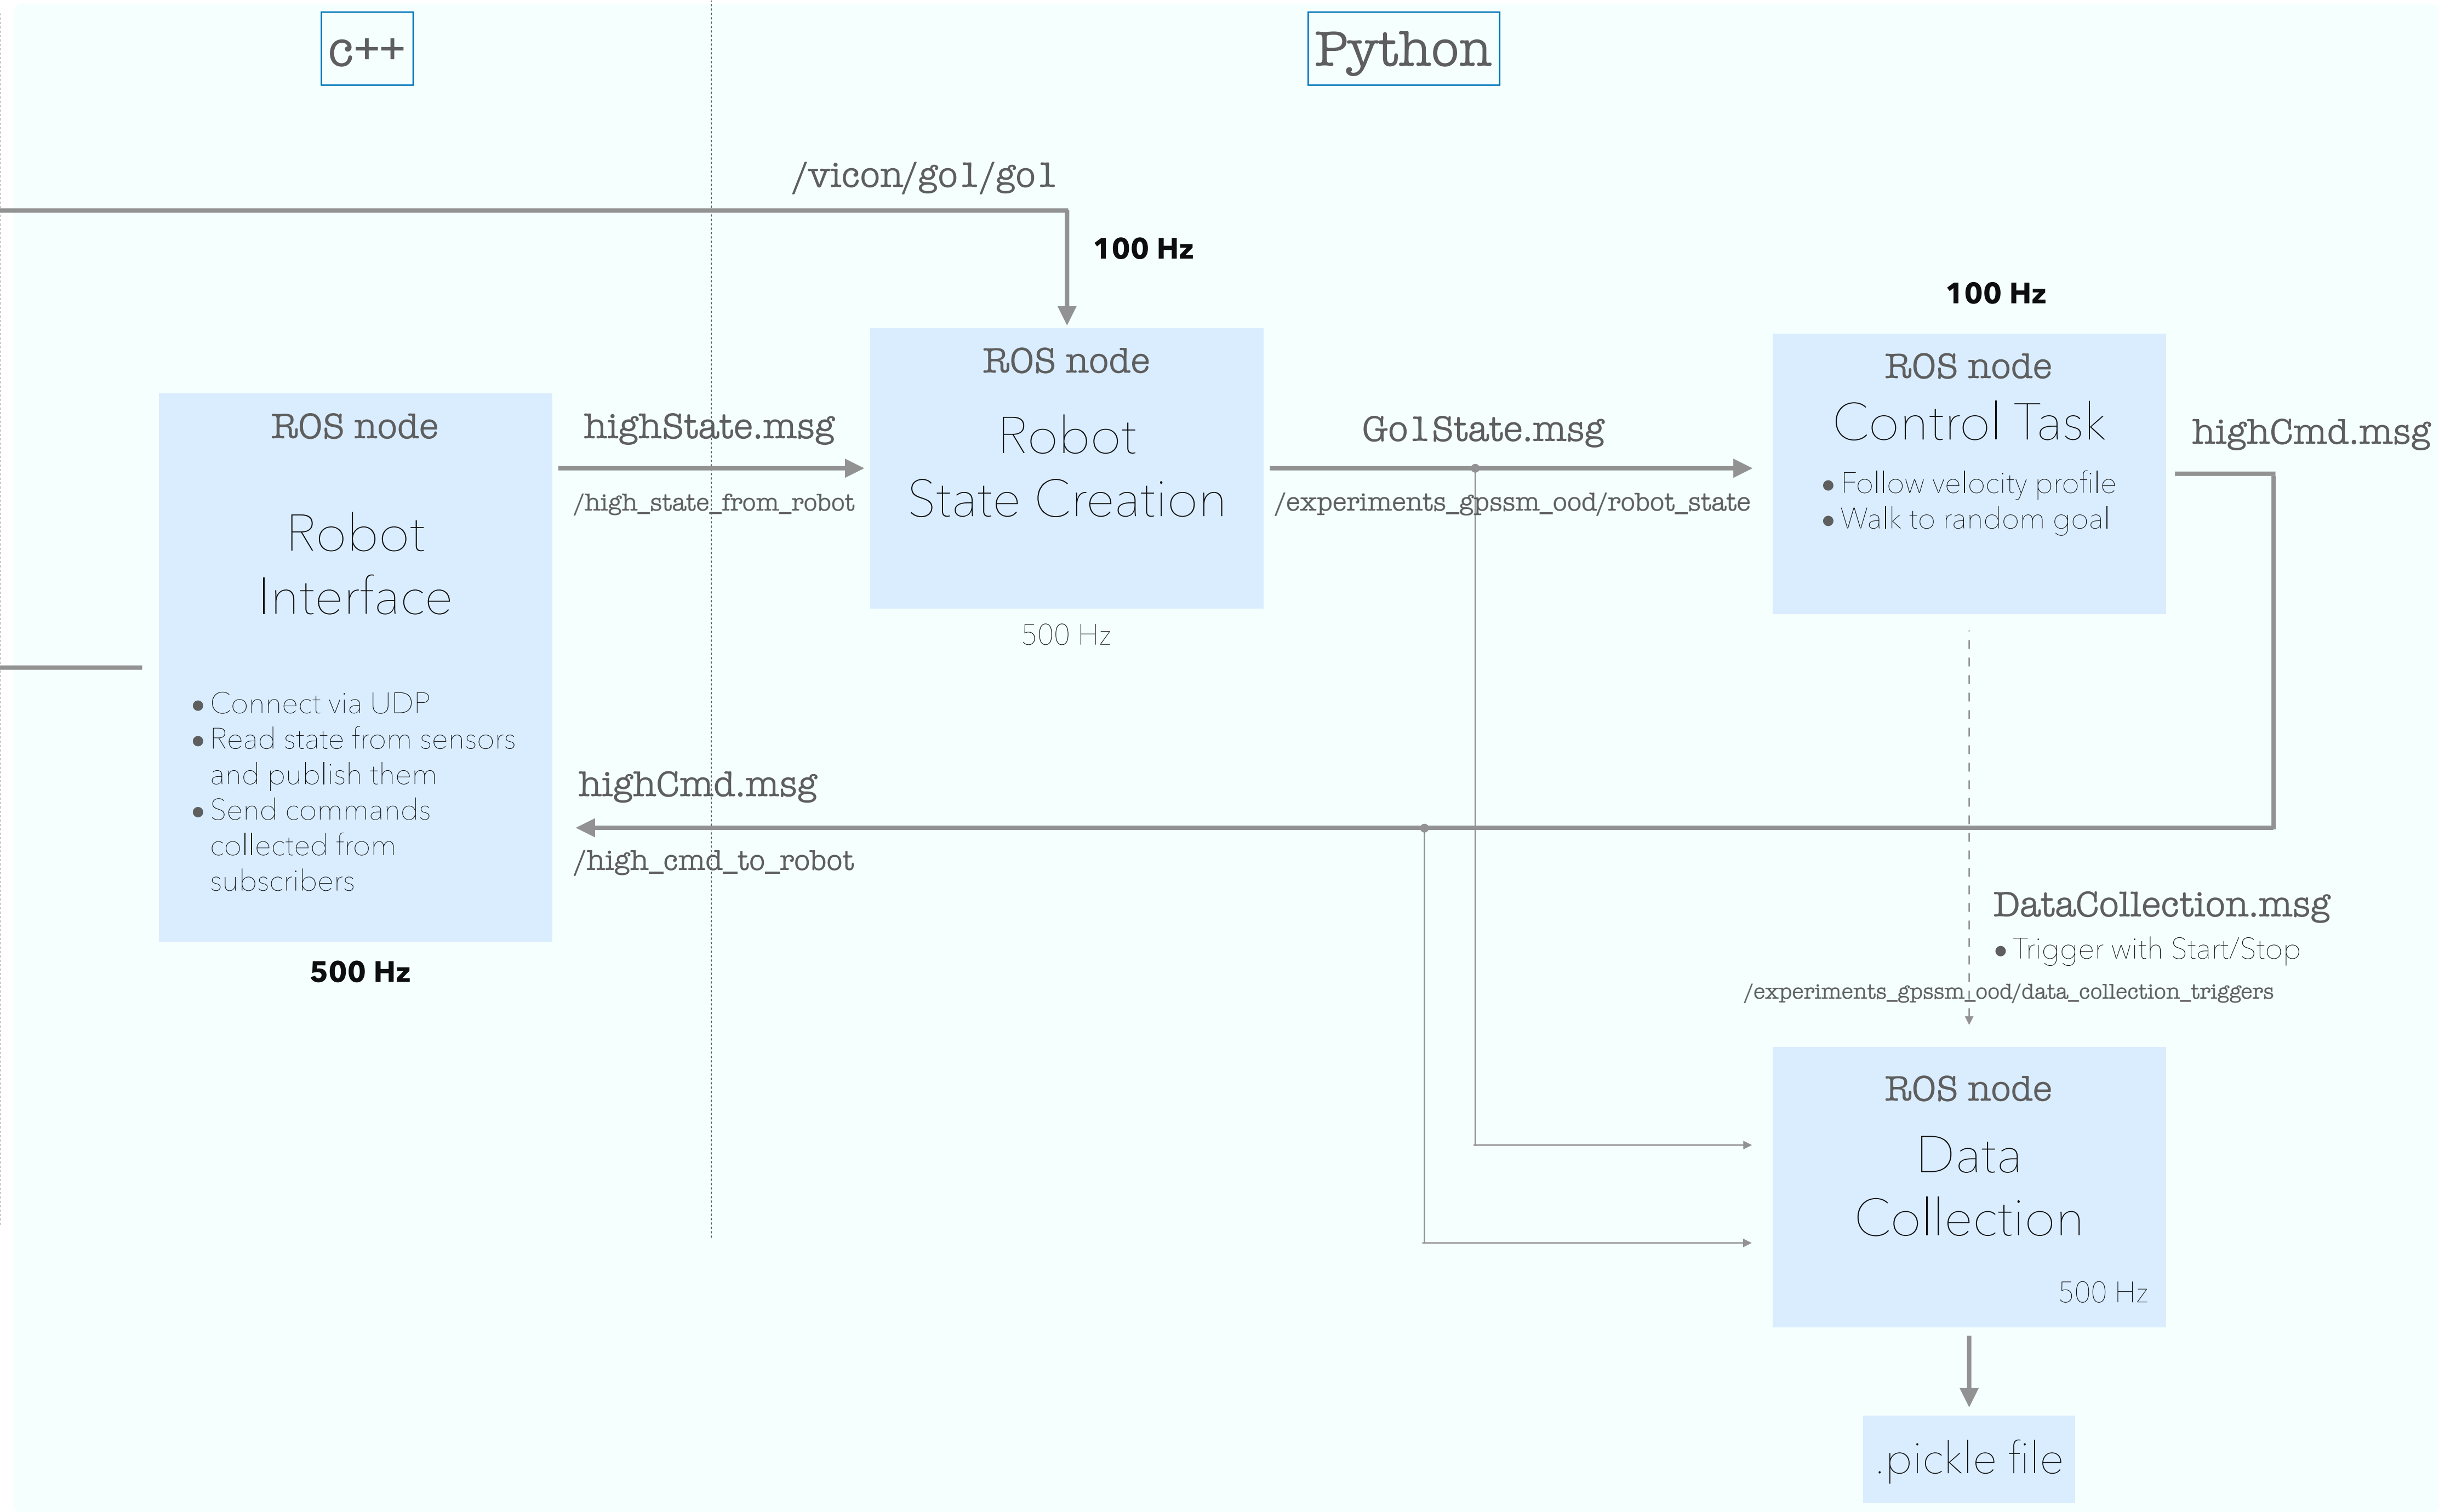 c++
Python
/vicon/go1/go1
100 Hz
100 Hz
ROS node
Robot
Interface
• Connect via UDP
• Read state from sensors
and publish them
• Send commands
collected from
subscribers
500 Hz
highState.msg
/high_state_from_robot
ROS node
Robot
State Creation
500 Hz
Go1State.msg
/experiments_gpssm_ood/robot_state
ROS node
Control Task
• Follow velocity profile
• Walk to random goal
highCmd.msg
highCmd.msg
/high_cmd_to_robot
DataCollection.msg
• Trigger with Start/Stop
/experiments_gpssm_ood/data_collection_triggers
ROS node
Data
Collection
500 Hz
.pickle file